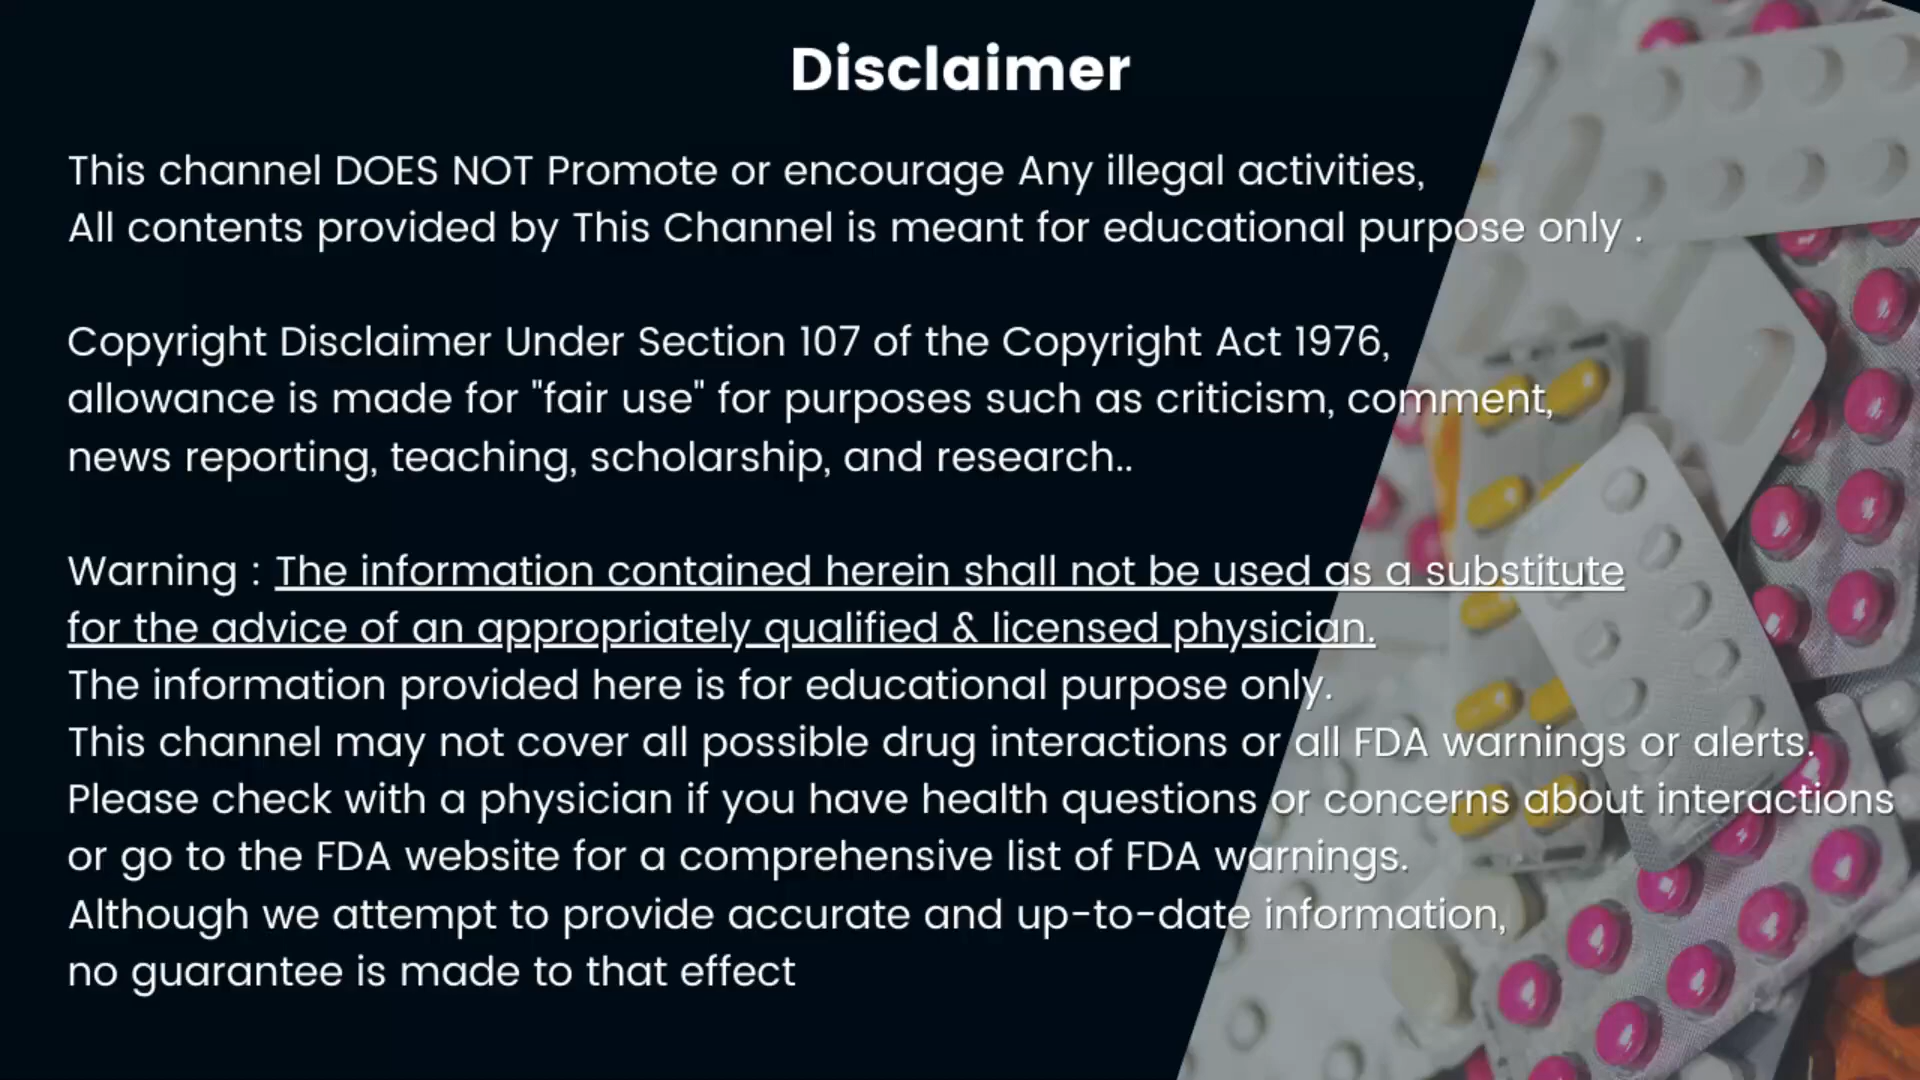 Disclaimer
This channel DOES NOT Promote or encourage Any illegal activities,
All contents provided by This Channel is meant for educational purpose only .
Copyright Disclaimer Under Section 107 of the Copyright Act 1976,
allowance is made for "fair use" for purposes such as criticism, comment,
news reporting, teaching, scholarship, and research..
Warning : The information contained herein shall not be used as a substitute
for the advice of an appropriately qualified & licensed physician.
The information provided here is for educational purpose only.
This channel may not cover all possible drug interactions or all FDA warnings or alerts.
Please check with a physician if you have health questions or concerns about interactions
or go to the FDA website for a comprehensive list of FDA warnings.
Although we attempt to provide accurate and up-to-date information,
no guarantee is made to that effect